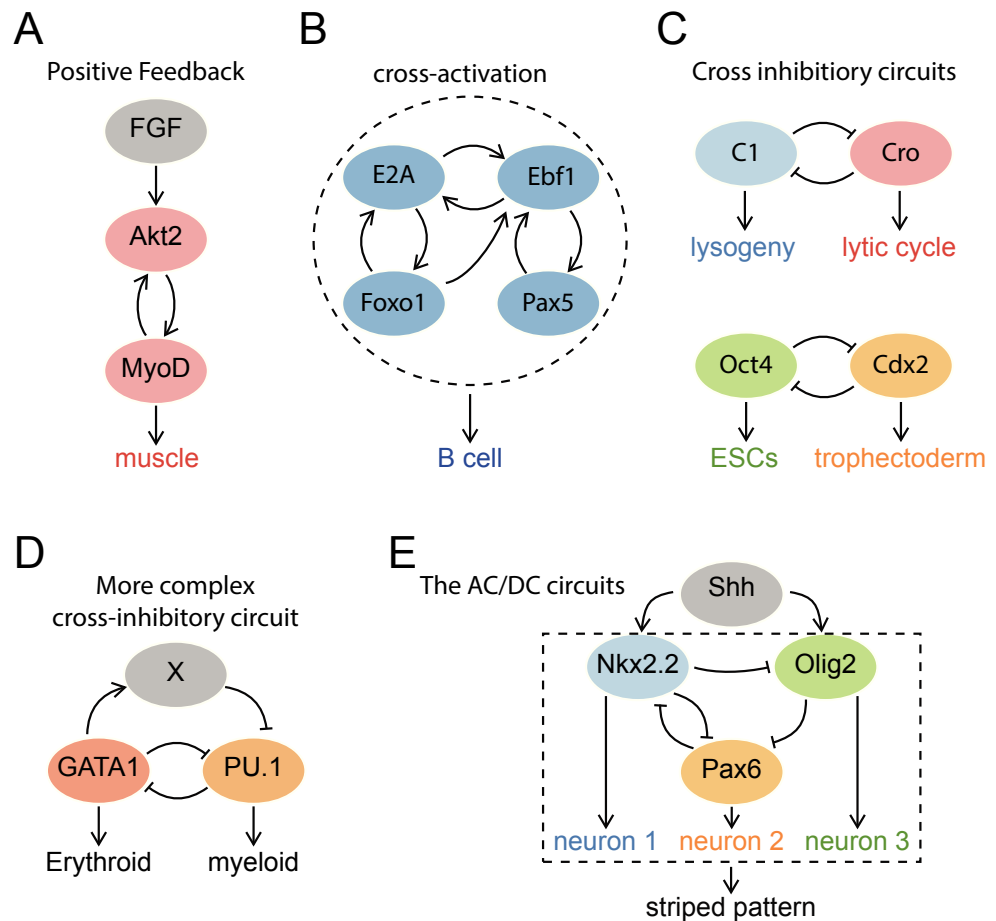 A
Positive Feedback
FGF
Akt2
MyoD
muscle
B
cross-activation
E2A
Ebf1
Foxo1
Pax5
B cell
C
Cross inhibitiory circuits
C1
Cro
lysogeny
lytic cycle
Oct4
Cdx2
ESCs
trophectoderm
D
More complex
cross-inhibitory circuit
X
GATA1
PU.1
Erythroid
myeloid
E
The AC/DC circuits
Shh
Nkx2.2
Olig2
Pax6
neuron 1
neuron 2
neuron 3
striped pattern